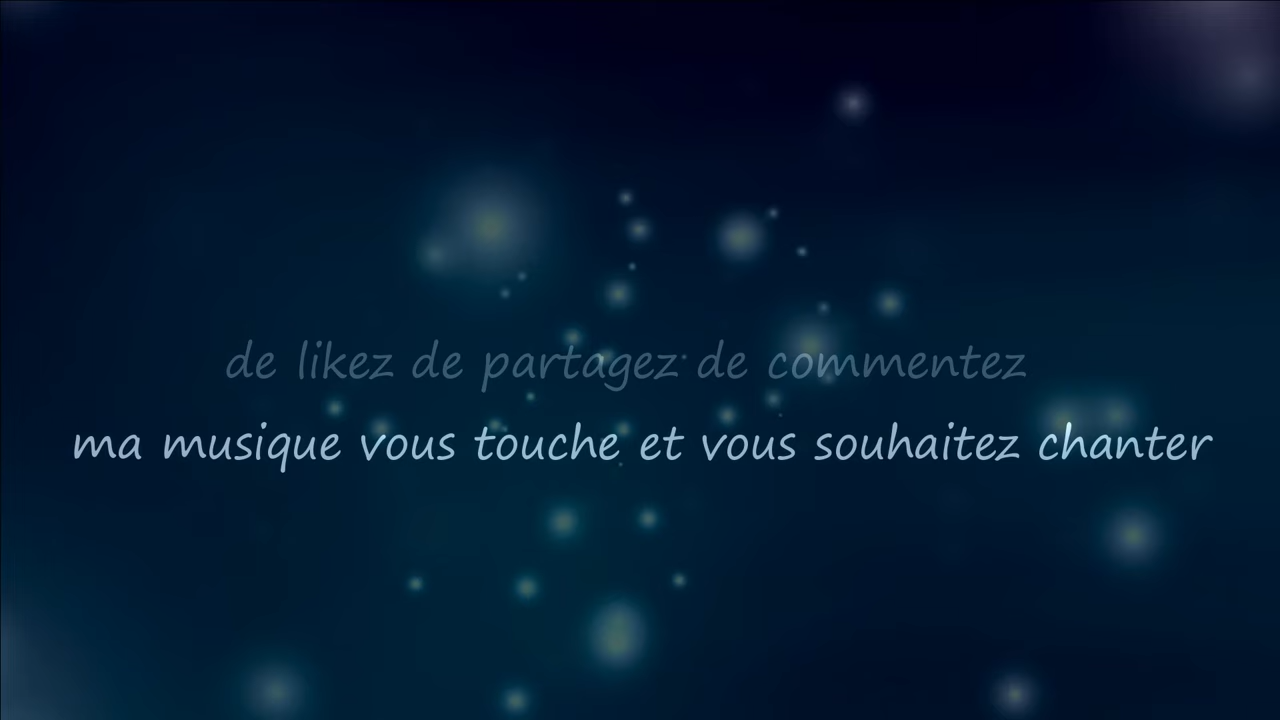 de likez de partagez de commentez
ma musique vous touche et vous souhaitez chanter